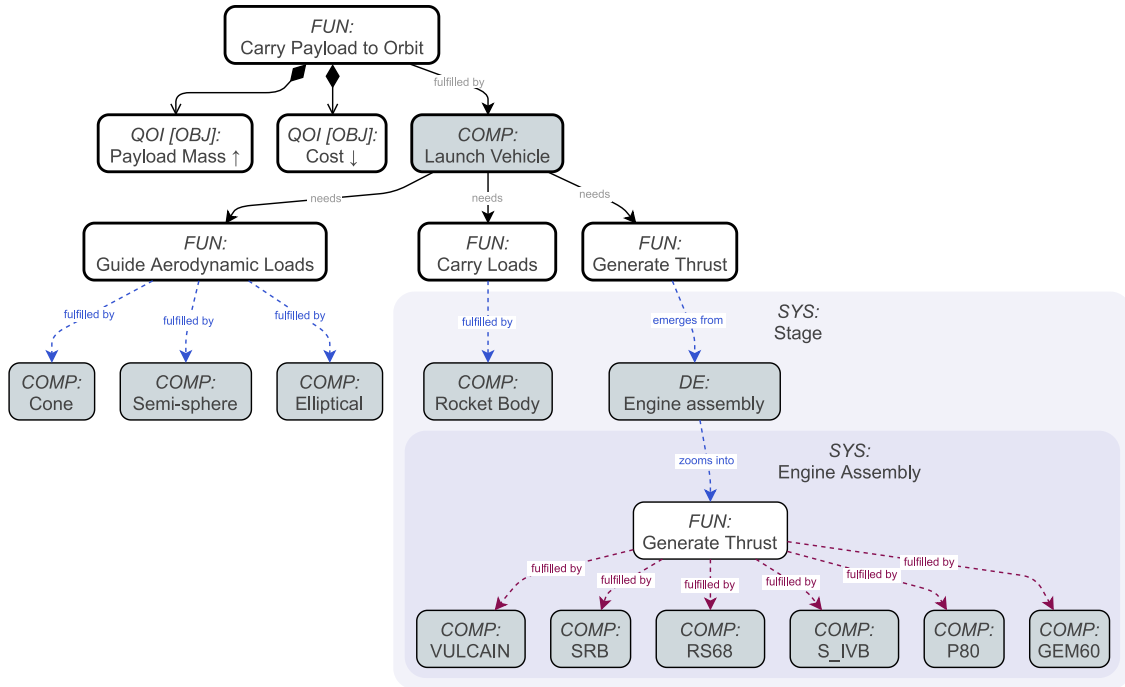 FUN:
Carry Payload to Orbit
fulfilled by
QOI [OBJ]:
Payload Mass ↑
QOI [OBJ]:
Cost ↓
COMP:
Launch Vehicle
needs
needs
needs
FUN:
Guide Aerodynamic Loads
FUN:
Carry Loads
FUN:
Generate Thrust
fulfilled by
fulfilled by
fulfilled by
fulfilled by
emerges from
SYS:
Stage
COMP:
Cone
COMP:
Semi-sphere
COMP:
Elliptical
COMP:
Rocket Body
DE:
Engine assembly
zooms into
SYS:
Engine Assembly
FUN:
Generate Thrust
fulfilled by
fulfilled by
fulfilled by
fulfilled by
fulfilled by
fulfilled by
COMP:
VULCAIN
COMP:
SRB
COMP:
RS68
COMP:
S_IVB
COMP:
P80
COMP:
GEM60